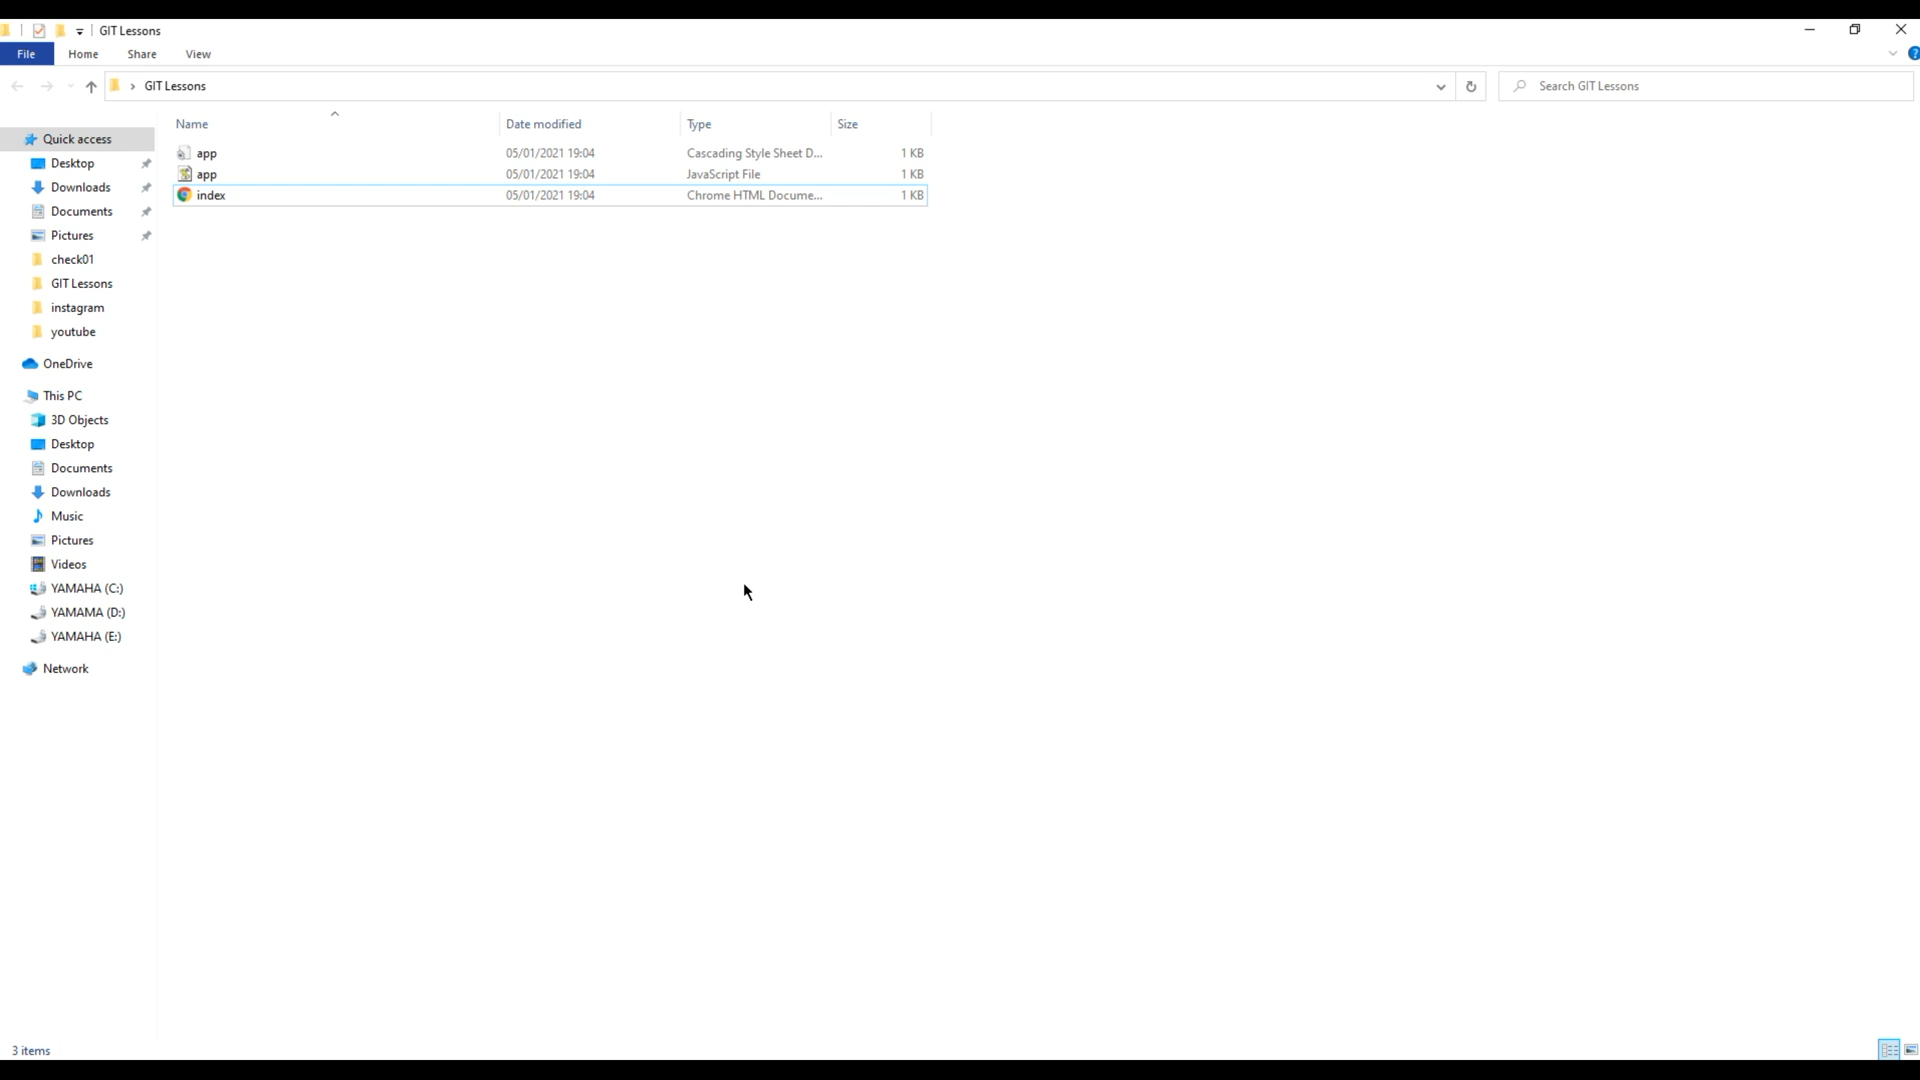 GIT Lessons
File Home Share View
GIT Lessons
Search GIT Lessons
Name Date modified Type Size
app 05/01/2021 19:04 Cascading Style Sheet D... 1 KB
app 05/01/2021 19:04 JavaScript File 1 KB
index 05/01/2021 19:04 Chrome HTML Docume... 1 KB
Quick access
Desktop
Downloads
Documents
Pictures
check01
GIT Lessons
instagram
youtube
OneDrive
This PC
3D Objects
Desktop
Documents
Downloads
Music
Pictures
Videos
YAMAHA (C:)
YAMAMA (D:)
YAMAHA (E:)
Network
3 items